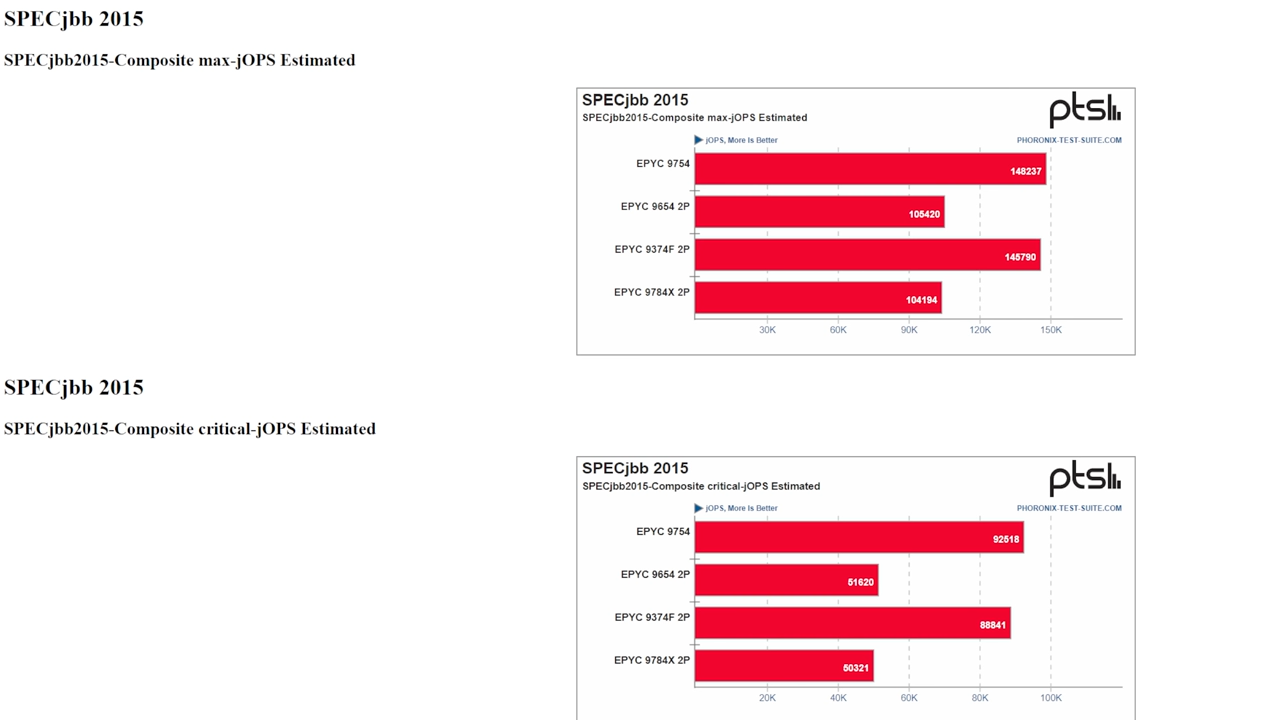 SPECjbb 2015
SPECjbb2015-Composite max-jOPS Estimated
SPECjbb 2015
ptsl
SPECjbb2015-Composite max-jOPS Estimated
jOPS, More Is Better
PHORONIX-TEST-SUITE.COM
EPYC 9754
148237
EPYC 9654 2P
105420
EPYC 9374F 2P
145790
EPYC 9784X 2P
104194
30K 60K 90K 120K 150K
SPECjbb 2015
SPECjbb2015-Composite critical-jOPS Estimated
SPECjbb 2015
ptsl
SPECjbb2015-Composite critical-jOPS Estimated
jOPS, More Is Better
PHORONIX-TEST-SUITE.COM
EPYC 9754
92518
EPYC 9654 2P
51620
EPYC 9374F 2P
88841
EPYC 9784X 2P
50321
20K 40K 60K 80K 100K